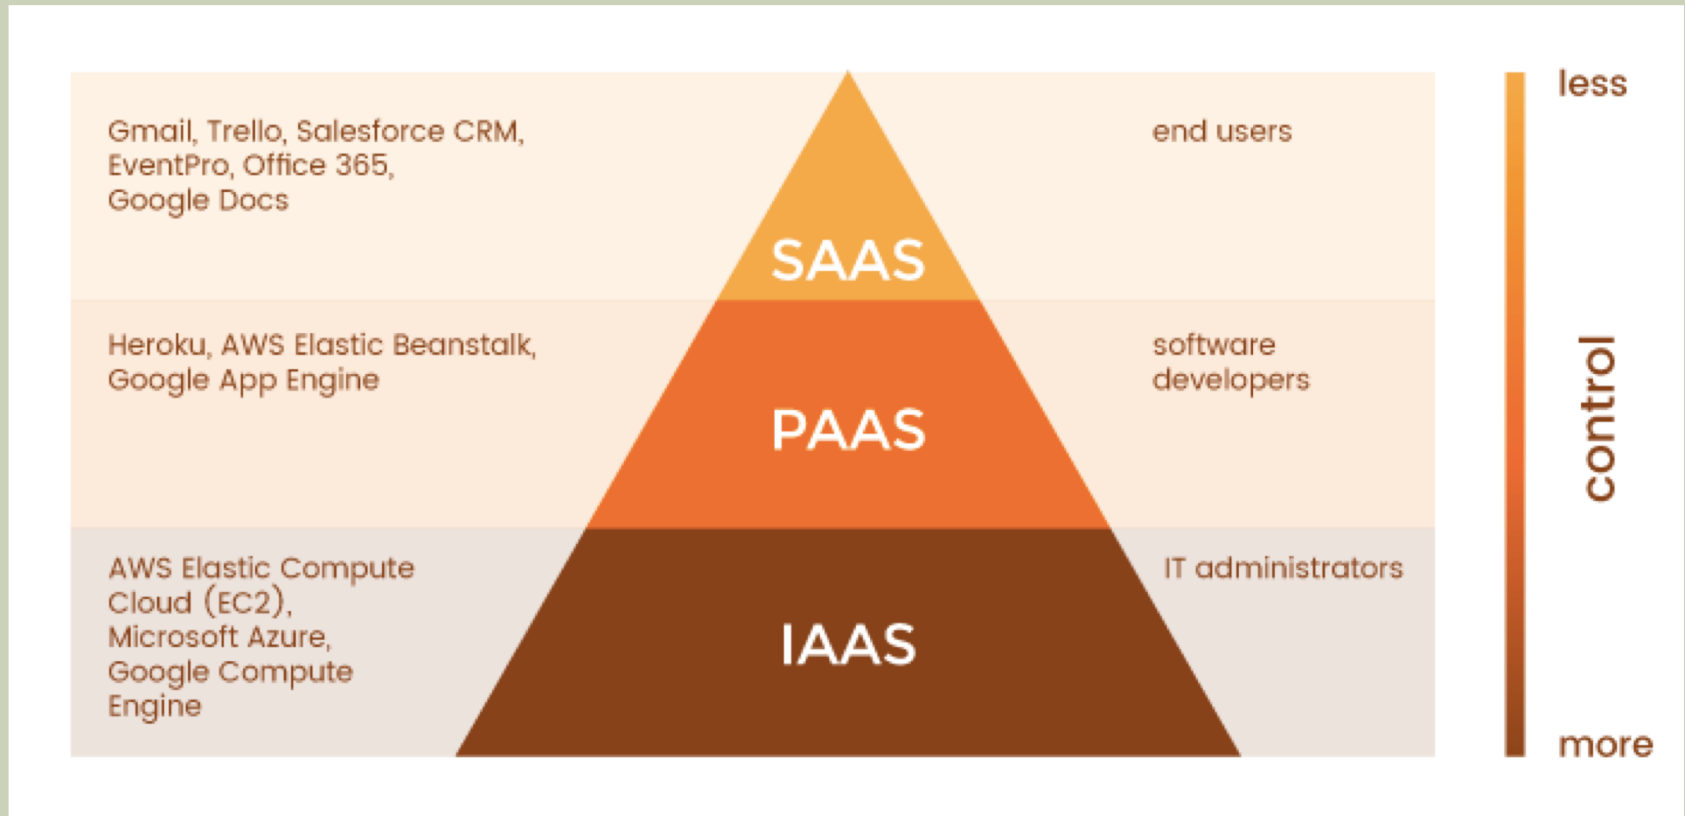 Gmail, Trello, Salesforce CRM,
EventPro, Office 365,
Google Docs
SAAS
end users
less
Heroku, AWS Elastic Beanstalk,
Google App Engine
PAAS
software
developers
control
AWS Elastic Compute
Cloud (EC2),
Microsoft Azure,
Google Compute
Engine
IAAS
IT administrators
more